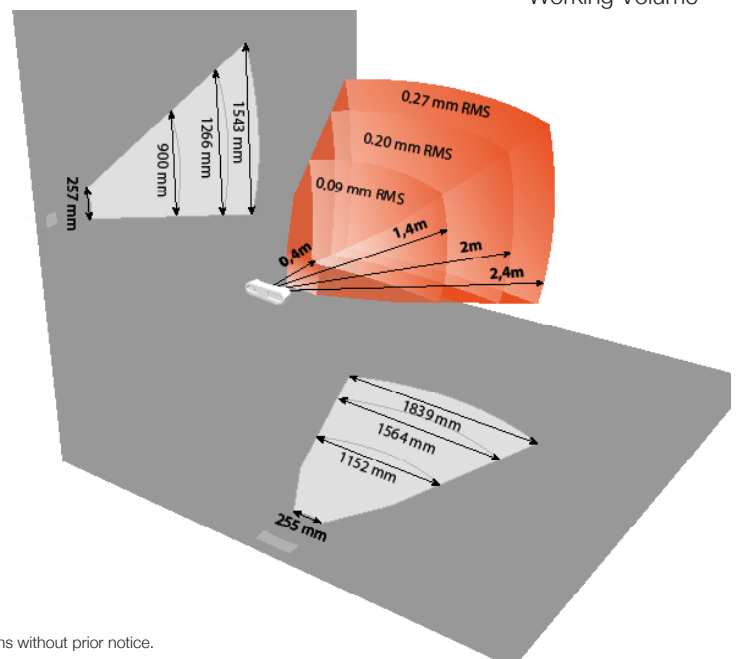 Working Volume
0.27 mm RMS
0.20 mm RMS
0.09 mm RMS
0,4m
1,4m
2m
2,4m
257 mm
900 mm
1266 mm
1543 mm
1839 mm
1564 mm
1152 mm
255 mm
without prior notice.